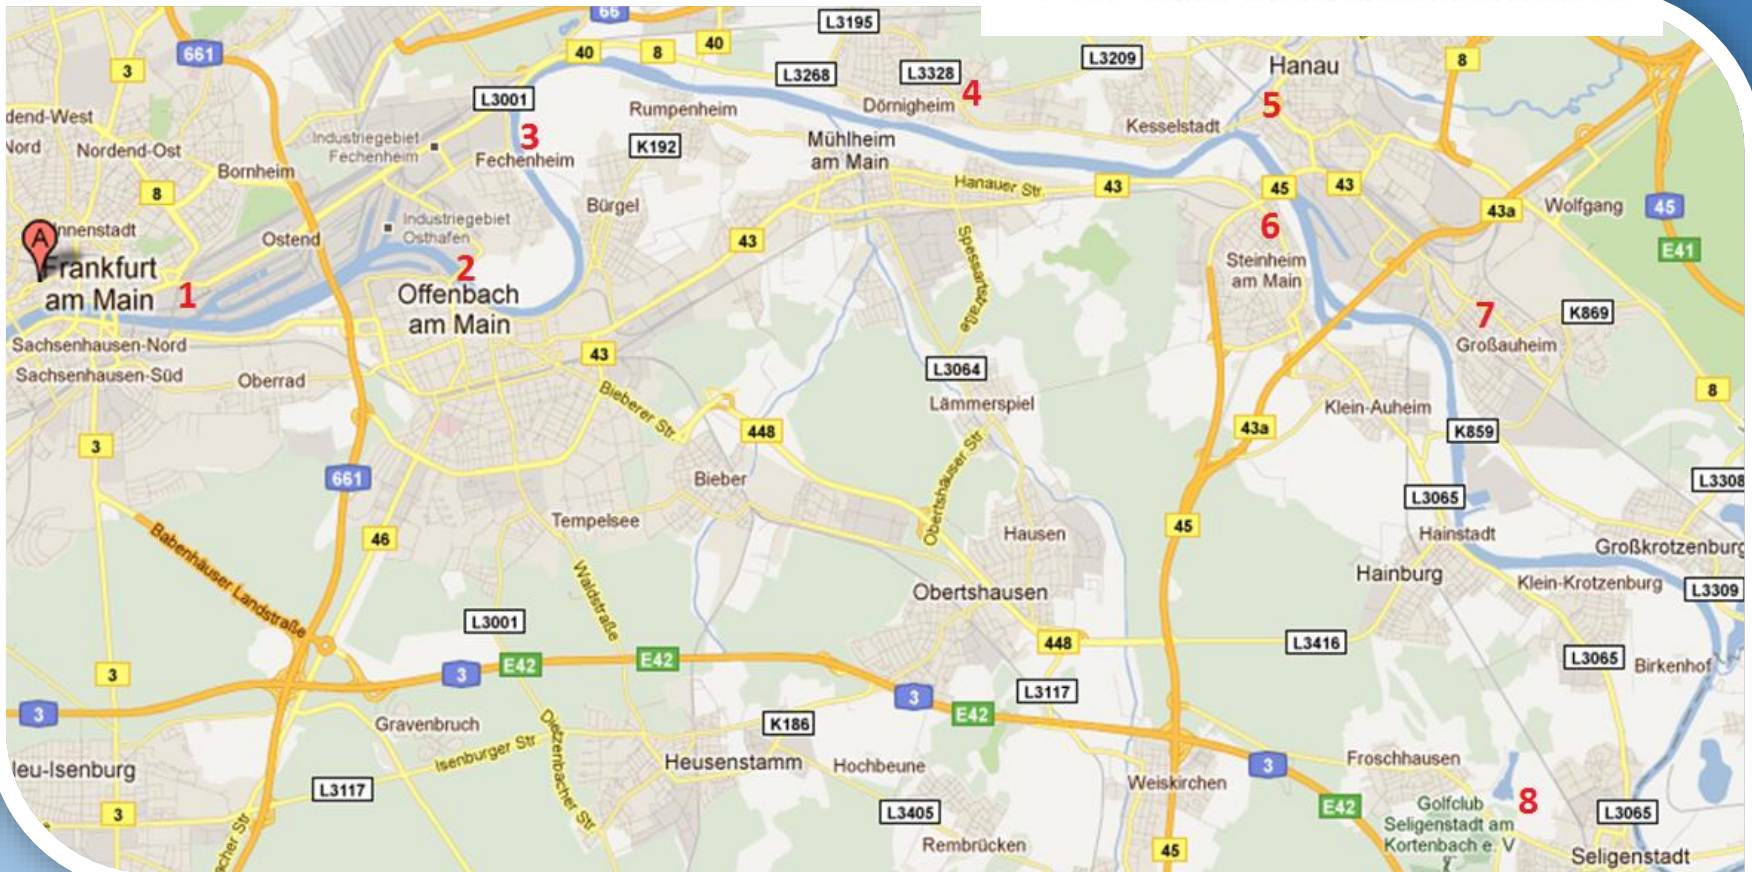 66
L3195
661
3
40
8
40
L3268
L3328
L3209
Hanau
8
4
5
L3001
Rumpenheim
Dörnigheim
dend-West
Nord
Nordend-Ost
Industriegebiet
Fechenheim
3
Fechenheim
K192
Mühlheim
am Main
Kesselstadt
Bornheim
8
Hanauer Str
43
45
43
43a
Wolfgang
45
Bürgel
Industriegebiet
Osthafen
Ostend
nnenstadt
A
43
6
E41
Spessartstraße
Steinheim
am Main
Frankfurt
am Main
1
2
Offenbach
am Main
7
K869
Großauheim
Sachsenhausen-Nord
Sachsenhausen-Süd
Oberrad
43
L3064
8
Bieberer Str
Lämmerspiel
Klein-Auheim
3
448
43a
K859
661
Bieber
Obertshäuser Str
L3308
L3065
Tempelsee
Hausen
45
Hainstadt
46
Babenhäuser Landstraße
Großkrotzenburg
Waldstraße
Obertshausen
Hainburg
Klein-Krotzenburg
L3309
L3001
448
L3416
L3065
Birkenhof
3
3
E42
E42
3
L3117
3
E42
Gravenbruch
Dietzenbacher Str
K186
Isenburger Str
Heusenstamm
Hochbeune
Weiskirchen
3
Froschhausen
leu-Isenburg
L3117
3
E42
8
Golfclub
Seligenstadt am
Kortenbach e. V
L3065
L3405
acher Str
Rembrücken
45
Seligenstadt